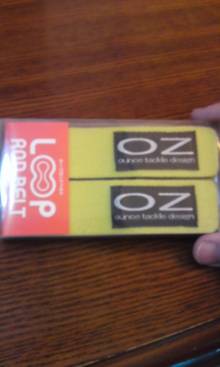 LOOP
ROD BELT
OZ
ounce tackle design
OZ
ounce tackle design